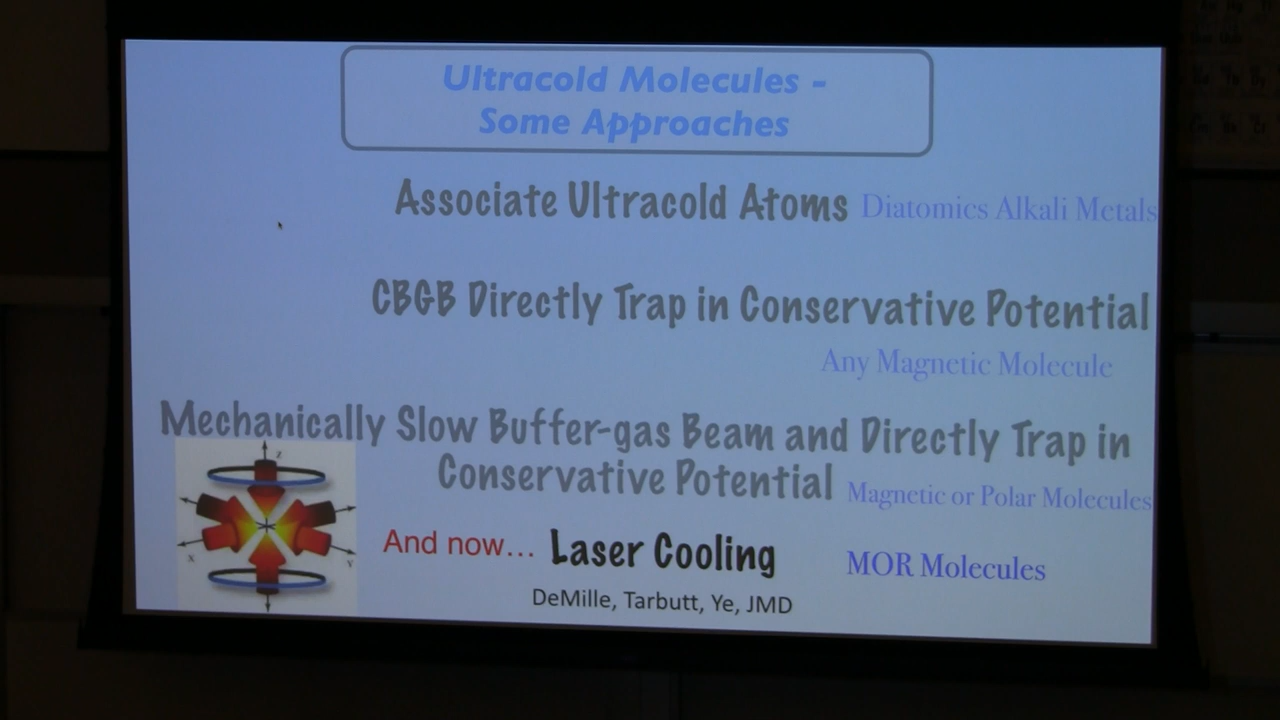 Ultracold Molecules -
Some Approaches
Associate Ultracold Atoms Diatomics Alkali Metals
CBGB Directly Trap in Conservative Potential
Any Magnetic Molecule
Mechanically Slow Buffer-gas Beam and Directly Trap in
Conservative Potential Magnetic or Polar Molecules
z
x
y
And now... Laser Cooling MOR Molecules
DeMille, Tarbutt, Ye, JMD